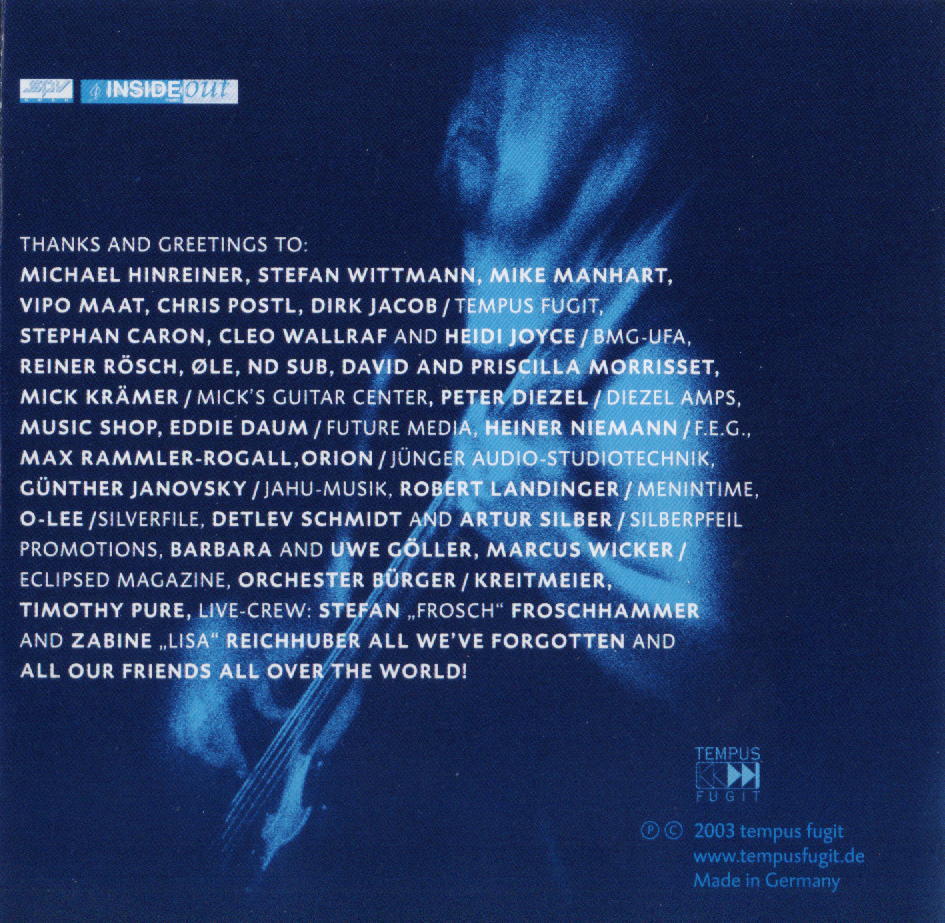 spv
INSIDEout
THANKS AND GREETINGS TO:
MICHAEL HINREINER, STEFAN WITTMANN, MIKE MANHART,
VIPO MAAT, CHRIS POSTL, DIRK JACOB / TEMPUS FUGIT,
STEPHAN CARON, CLEO WALLRAF AND HEIDI JOYCE / BMG-UFA,
REINER RÖSCH, ØLE, ND SUB, DAVID AND PRISCILLA MORRISSET,
MICK KRÄMER / MICK'S GUITAR CENTER, PETER DIEZEL / DIEZEL AMPS,
MUSIC SHOP, EDDIE DAUM / FUTURE MEDIA, HEINER NIEMANN / F.E.G.,
MAX RAMMLER-ROGALL,ORION / JÜNGER AUDIO-STUDIOTECHNIK,
GÜNTHER JANOVSKY / JAHU-MUSIK, ROBERT LANDINGER / MENINTIME,
O-LEE /SILVERFILE, DETLEV SCHMIDT AND ARTUR SILBER / SILBERPFEIL
PROMOTIONS, BARBARA AND UWE GÖLLER, MARCUS WICKER /
ECLIPSED MAGAZINE, ORCHESTER BÜRGER / KREITMEIER,
TIMOTHY PURE, LIVE-CREW: STEFAN „FROSCH“ FROSCHHAMMER
AND ZABINE „LISA“ REICHHUBER ALL WE'VE FORGOTTEN AND
ALL OUR FRIENDS ALL OVER THE WORLD!
TEMPUS
FUGIT
℗ © 2003 tempus fugit
www.tempusfugit.de
Made in Germany